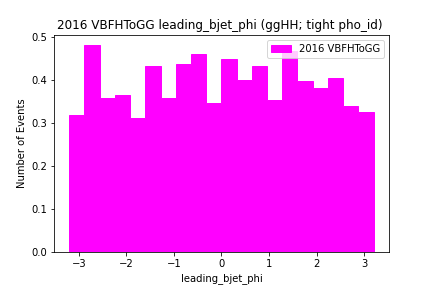 2016 VBFHToGG leading_bjet_phi (ggHH; tight pho_id)
2016 VBFHToGG
Number of Events
0.5
0.4
0.3
0.2
0.1
0.0
−3 −2 −1 0 1 2 3
leading_bjet_phi